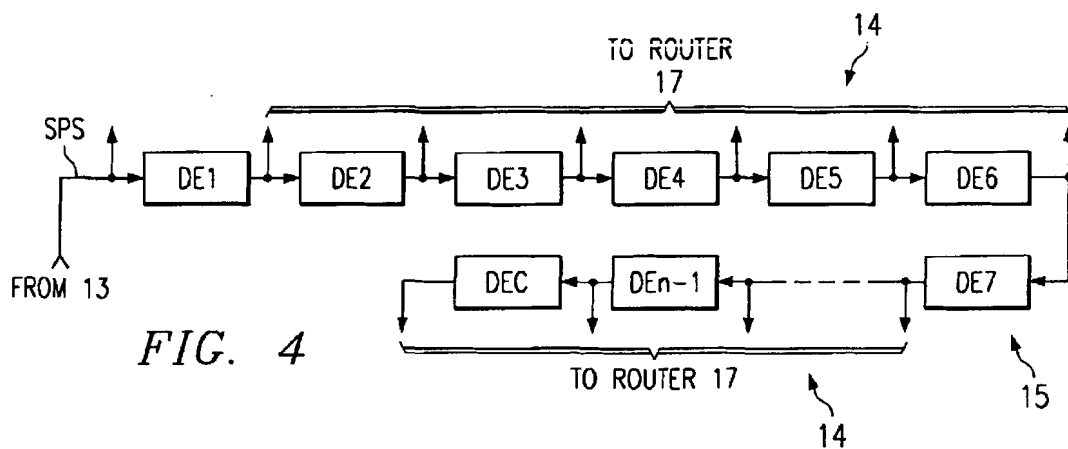 14
TO ROUTER
17
SPS
DE1
DE2
DE3
DE4
DE5
DE6
FROM 13
DEC
DEn-1
DE7
FIG. 4
TO ROUTER 17
14
15